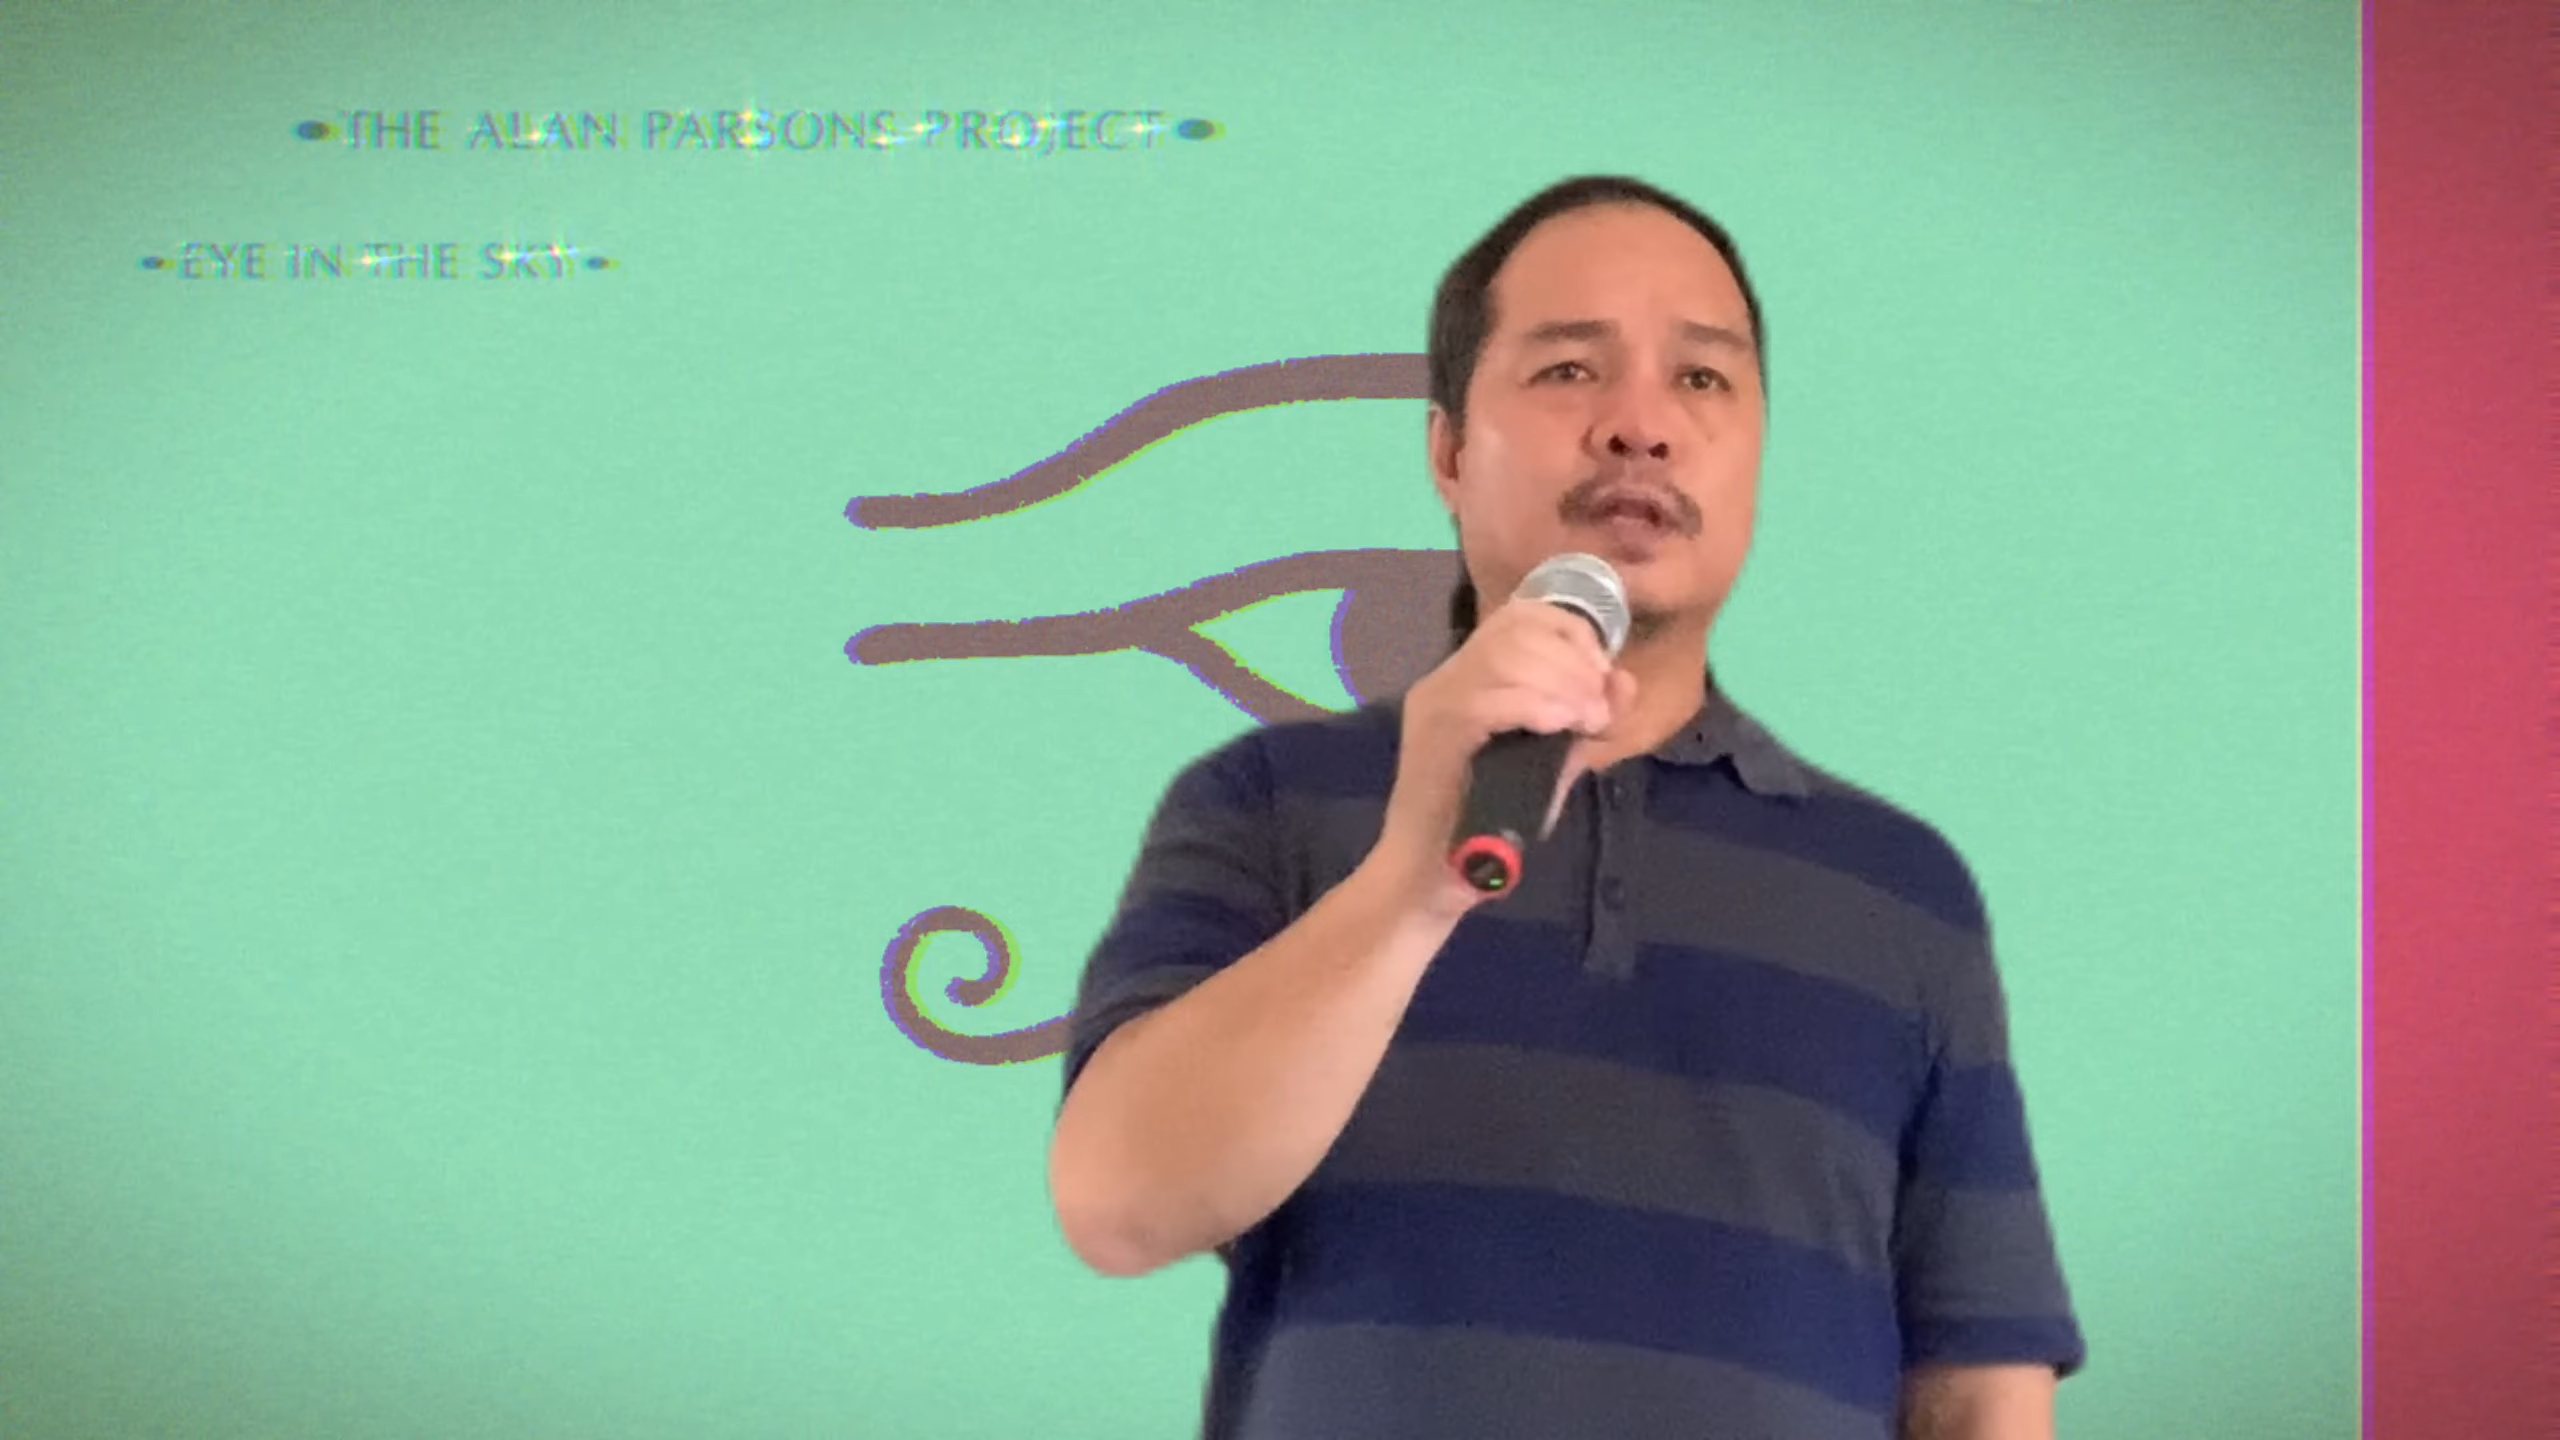 •THE ALAN PARSONS PROJECT•
•EYE IN THE SKY•